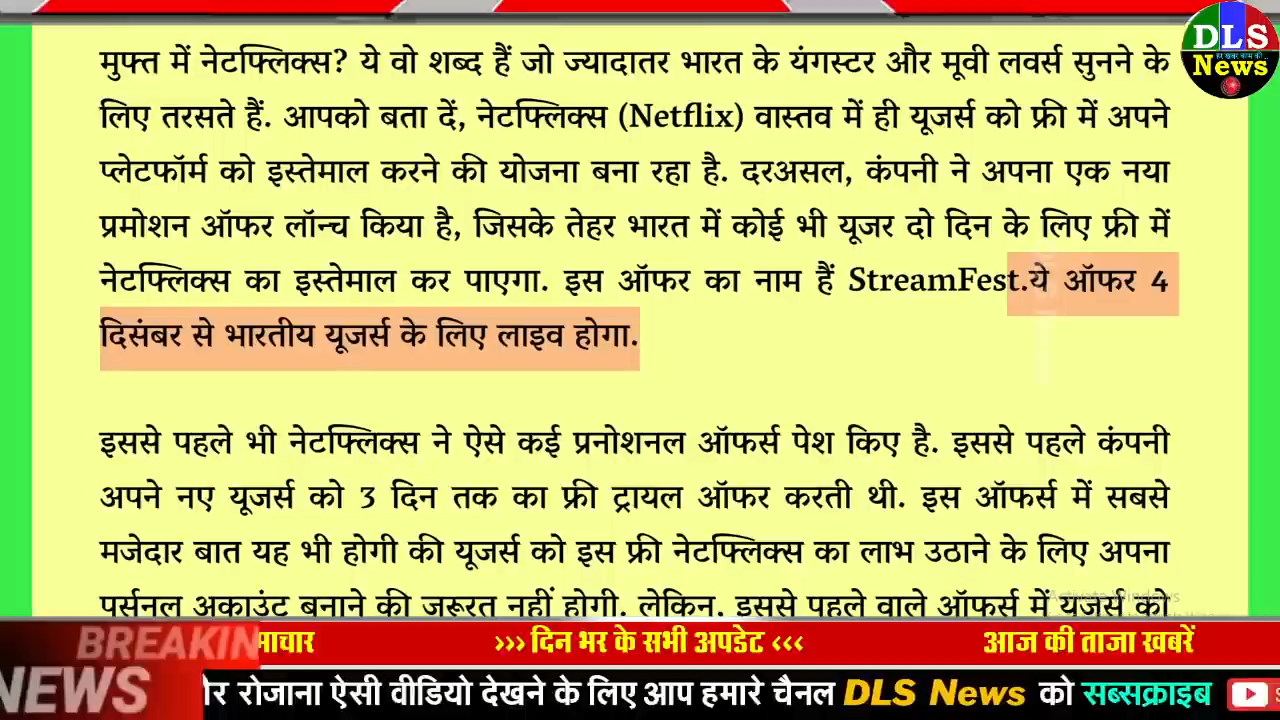 DLS
News
मुफ्त में नेटफ्लिक्स? ये वो शब्द हैं जो ज्यादातर भारत के यंगस्टर और मूवी लवर्स सुनने के
लिए तरसते हैं. आपको बता दें, नेटफ्लिक्स (Netflix) वास्तव में ही यूजर्स को फ्री में अपने
प्लेटफॉर्म को इस्तेमाल करने की योजना बना रहा है. दरअसल, कंपनी ने अपना एक नया
प्रमोशन ऑफर लॉन्च किया है, जिसके तेहर भारत में कोई भी यूजर दो दिन के लिए फ्री में
नेटफ्लिक्स का इस्तेमाल कर पाएगा. इस ऑफर का नाम हैं StreamFest.ये ऑफर 4
दिसंबर से भारतीय यूजर्स के लिए लाइव होगा.
इससे पहले भी नेटफ्लिक्स ने ऐसे कई प्रनोशनल ऑफर्स पेश किए है. इससे पहले कंपनी
अपने नए यूजर्स को 3 दिन तक का फ्री ट्रायल ऑफर करती थी. इस ऑफर्स में सबसे
मजेदार बात यह भी होगी की यूजर्स को इस फ्री नेटफ्लिक्स का लाभ उठाने के लिए अपना
पर्सनल अकाउंट बनाने की जरूरत नहीं होगी. लेकिन, इससे पहले वाले ऑफर्स में यूजर्स को
Activate Windows
BREAKIN
NEWS
माचार >>> दिन भर के सभी अपडेट <<< आज की ताजा खबरें
र रोजाना ऐसी वीडियो देखने के लिए आप हमारे चैनल DLS News को सब्सक्राइब